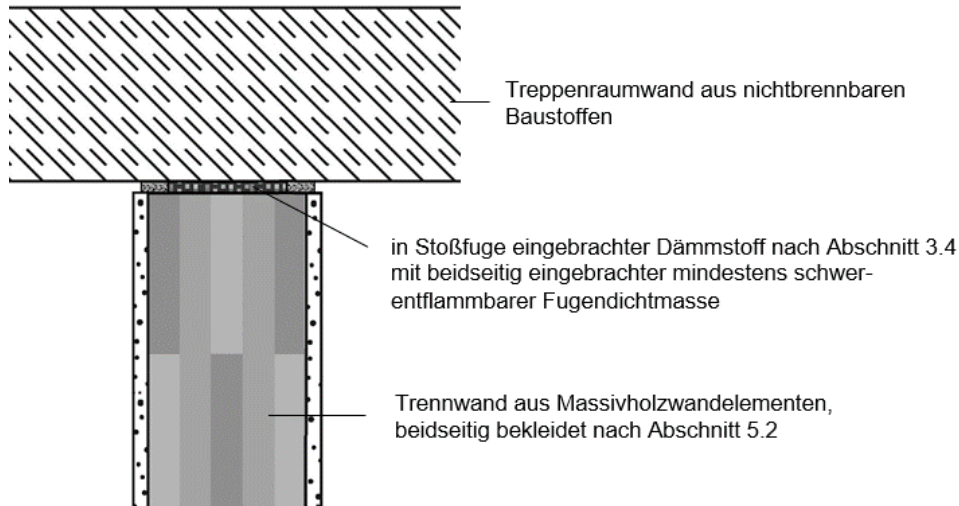 Treppenraumwand aus nichtbrennbaren
Baustoffen
in Stoßfuge eingebrachter Dämmstoff nach Abschnitt 3.4
mit beidseitig eingebrachter mindestens schwer-
entflammbarer Fugendichtmasse
Trennwand aus Massivholzwandelementen,
beidseitig bekleidet nach Abschnitt 5.2